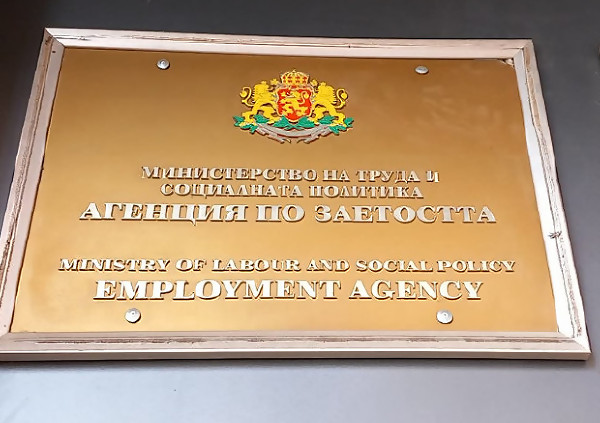 МИНИСТЕРСТВО НА ТРУДА И
СОЦИАЛНАТА ПОЛИТИКА
АГЕНЦИЯ ПО ЗАЕТОСТТА
MINISTRY OF LABOUR AND SOCIAL POLICY
EMPLOYMENT AGENCY